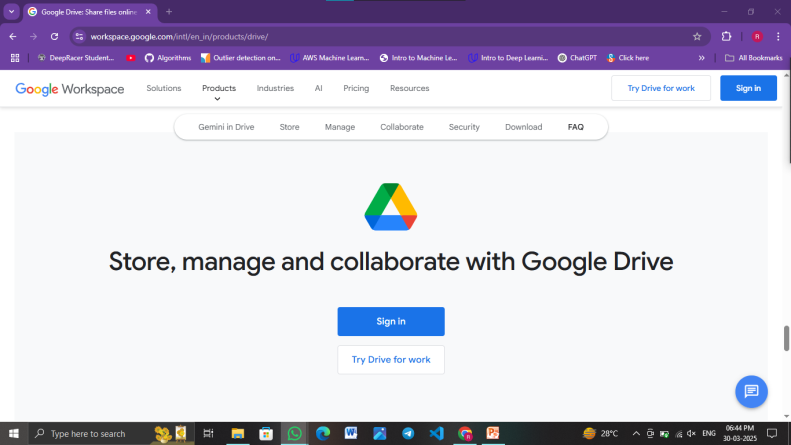 Google Drive: Share files online
workspace.google.com/intl/en_in/products/drive/
R
DeepRacer Student...
Algorithms
Outlier detection on...
AWS Machine Learn...
Intro to Machine Le...
Intro to Deep Learni...
ChatGPT
Click here
All Bookmarks
Google Workspace
Solutions
Products
Industries
AI
Pricing
Resources
Try Drive for work
Sign in
Gemini in Drive
Store
Manage
Collaborate
Security
Download
FAQ
Store, manage and collaborate with Google Drive
Sign in
Try Drive for work
Type here to search
28°C
ENG
06:44 PM
30-03-2025